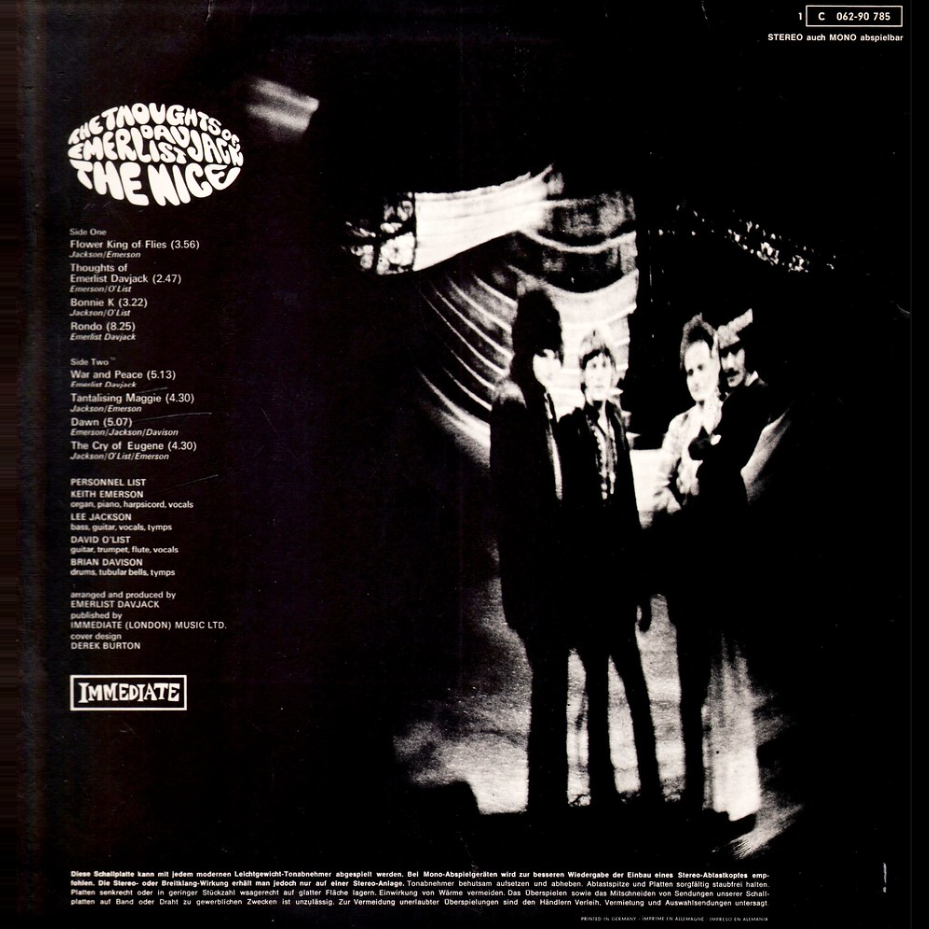 1 C 062-90 785
STEREO auch MONO abspielbar
THE THOUGHTS OF
EMERLIST DAVJACK
THE NICE
Side One
Flower King of Flies (3.56)
Jackson/Emerson
Thoughts of
Emerlist Davjack (2.47)
Emerson/O'List
Bonnie K (3.22)
Jackson/O'List
Rondo (8.25)
Emerlist Davjack
Side Two
War and Peace (5.13)
Emerlist Davjack
Tantalising Maggie (4.30)
Jackson/Emerson
Dawn (5.07)
Emerson/Jackson/Davison
The Cry of Eugene (4.30)
Jackson/O'List/Emerson
PERSONNEL LIST
KEITH EMERSON
organ, piano, harpsicord, vocals
LEE JACKSON
bass, guitar, vocals, tymps
DAVID O'LIST
guitar, trumpet, flute, vocals
BRIAN DAVISON
drums, tubular bells, tymps
arranged and produced by
EMERLIST DAVJACK
published by
IMMEDIATE (LONDON) MUSIC LTD.
cover design
DEREK BURTON
IMMEDIATE
Diese Schallplatte kann mit jedem modernen Leichtgewicht-Tonabnehmer abgespielt werden. Bei Mono-Abspielgeräten wird zur besseren Wiedergabe der Einbau eines Stereo-Abtastkopfes emp-
fohlen. Die Stereo- oder Breitklang-Wirkung erhält man jedoch nur auf einer Stereo-Anlage. Tonabnehmer behutsam aufsetzen und abheben. Abtastspitze und Platten sorgfältig staubfrei halten.
Platten senkrecht oder in geringer Stückzahl waagerecht auf glatter Fläche lagern. Einwirkung von Wärme vermeiden. Das Überspielen sowie das Mitschneiden von Sendungen unserer Schall-
platten auf Band oder Draht zu gewerblichen Zwecken ist unzulässig. Zur Vermeidung unerlaubter Überspielungen sind den Händlern Verleih, Vermietung und Auswahlsendungen untersagt.
PRINTED IN GERMANY · IMPRIMÉ EN ALLEMAGNE · IMPRESO EN ALEMANIA